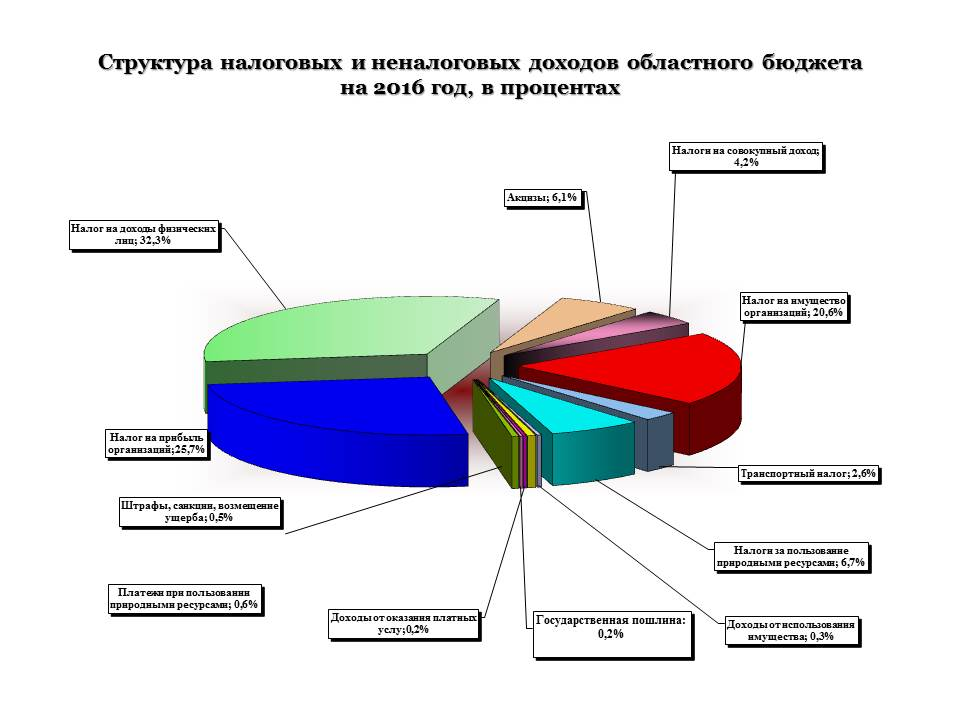 Структура налоговых и неналоговых доходов областного бюджета
на 2016 год, в процентах
Налоги на совокупный доход;
4,2%
Акцизы; 6,1%
Налог на доходы физических
лиц; 32,3%
Налог на имущество
организаций; 20,6%
Налог на прибыль
организаций;25,7%
Транспортный налог; 2,6%
Штрафы, санкции, возмещение
ущерба; 0,5%
Налоги за пользование
природными ресурсами; 6,7%
Платежи при пользовании
природными ресурсами; 0,6%
Доходы от оказания платных
услу;0,2%
Государственная пошлина:
0,2%
Доходы от использования
имущества; 0,3%